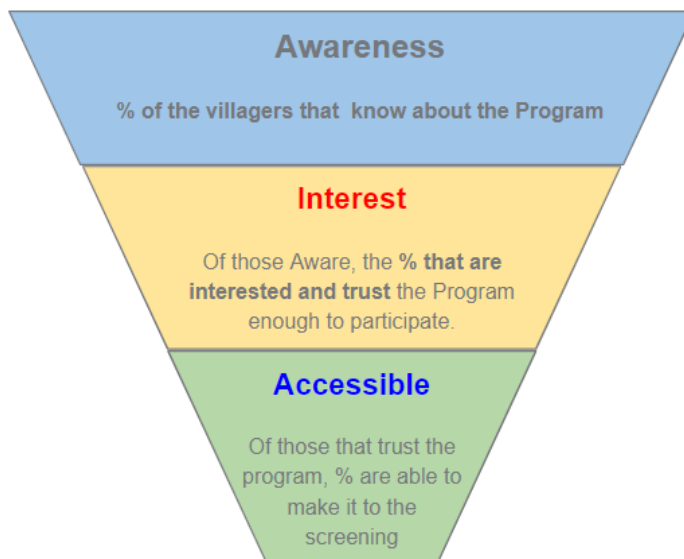 Awareness
% of the villagers that know about the Program
Interest
Of those Aware, the % that are
interested and trust the Program
enough to participate.
Accessible
Of those that trust the
program, % are able to
make it to the
screening